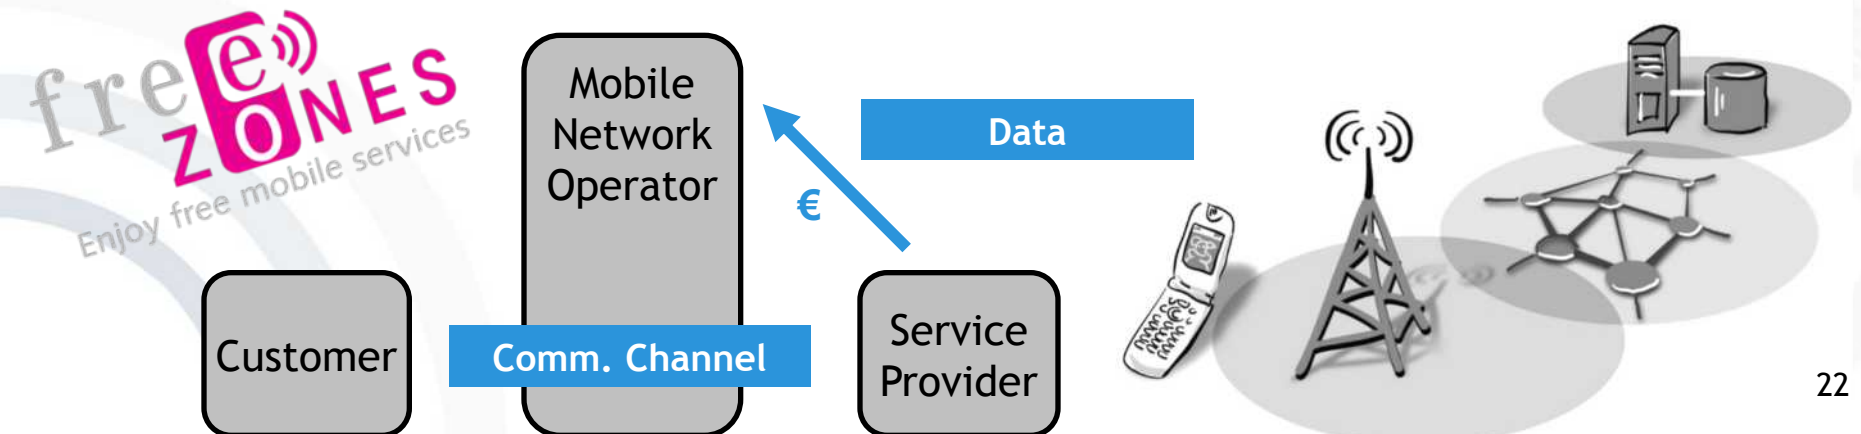 free
ZONES
Enjoy free mobile services
Mobile
Network
Operator
Data
€
Customer
Comm. Channel
Service
Provider
22